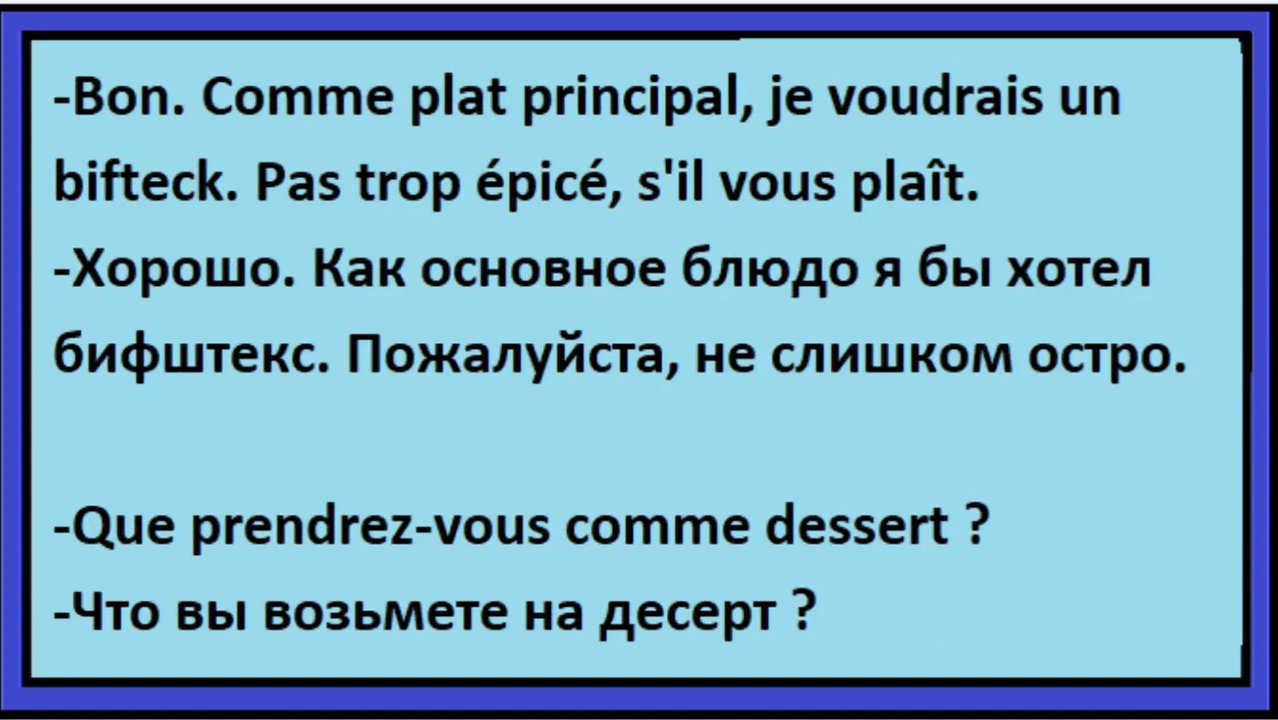 -Bon. Comme plat principal, je voudrais un
bifteck. Pas trop épicé, s'il vous plaît.
-Хорошо. Как основное блюдо я бы хотел
бифштекс. Пожалуйста, не слишком остро.
-Que prendrez-vous comme dessert ?
-Что вы возьмете на десерт ?